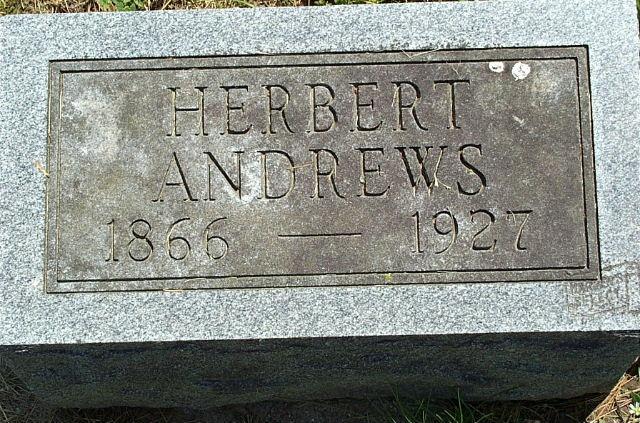 HERBERT
ANDREWS
1866 — 1927